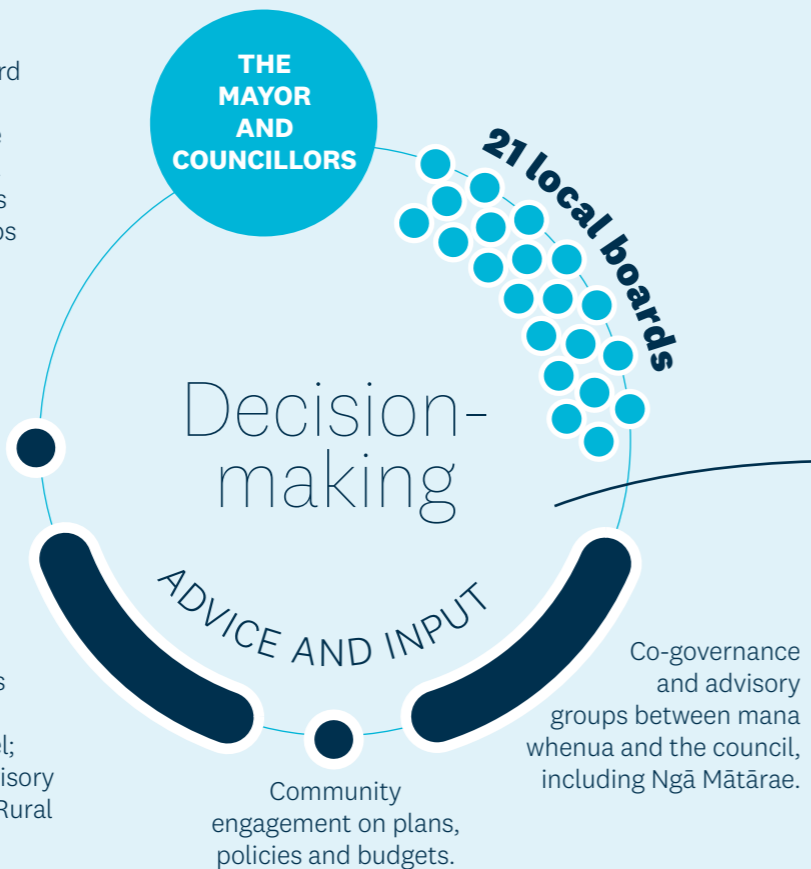 THE
MAYOR
AND
COUNCILLORS
21 local boards
Decision-
making
ADVICE AND INPUT
Co-governance
and advisory
groups between mana
whenua and the council,
including Ngā Mātārae.
Community
engagement on plans,
policies and budgets.
Rural